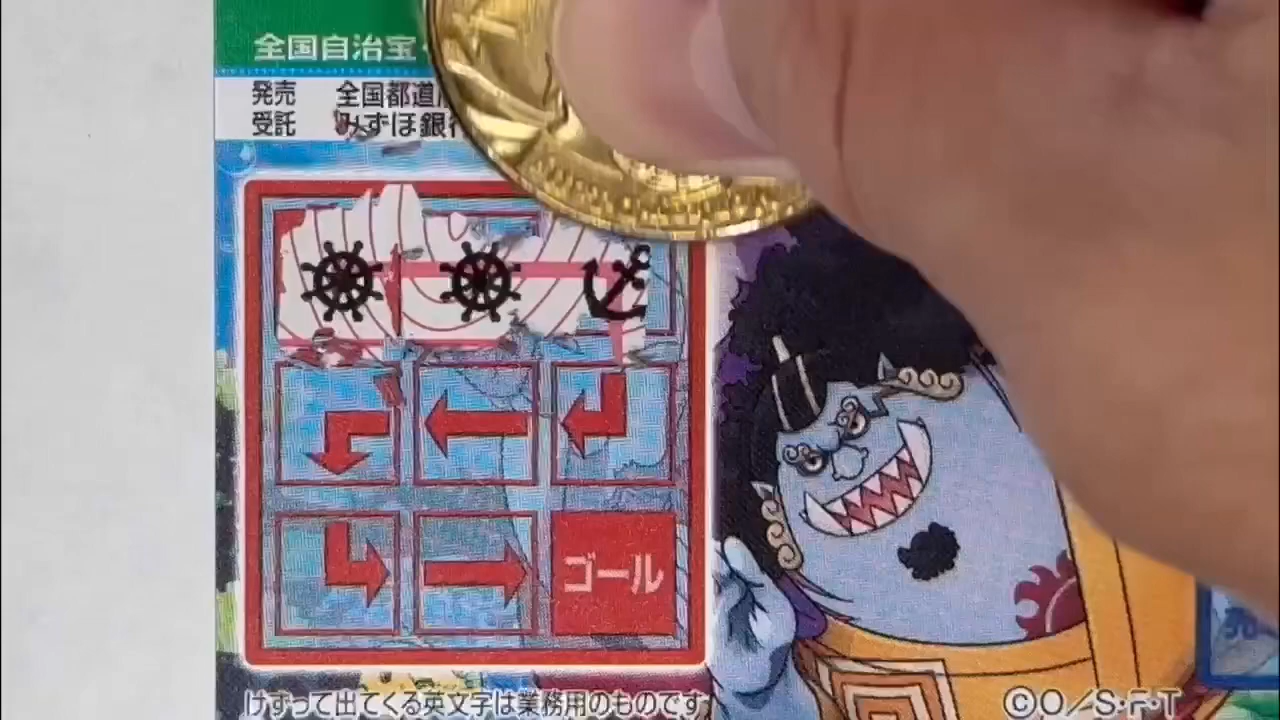 全国自治宝
発売 全国都道
受託 みずほ銀行
ゴール
けずって出てくる英文字は業務用のものです
©O／S・F・T